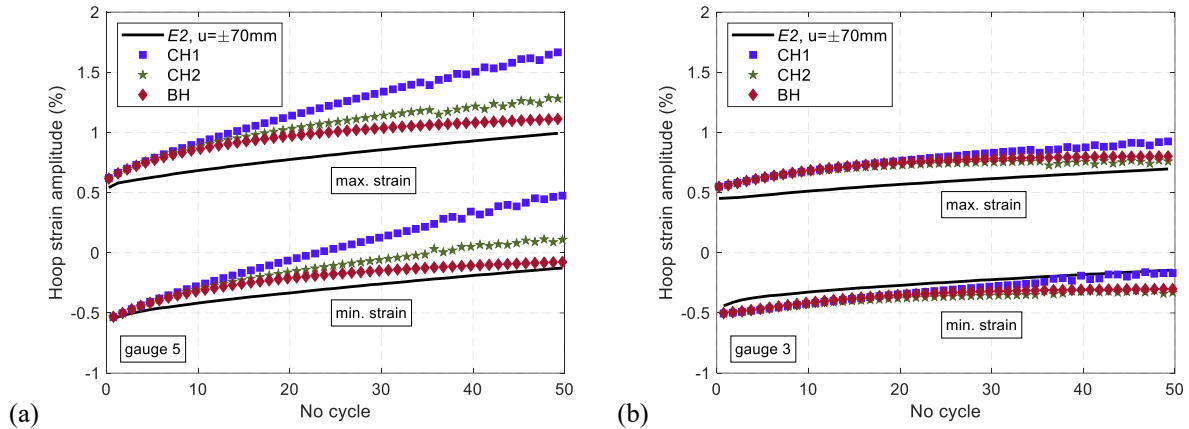 2
1.5
1
0.5
0
-0.5
-1
Hoop strain amplitude (%)
E2, u=±70mm
CH1
CH2
BH
max. strain
min. strain
gauge 5
0 10 20 30 40 50
No cycle
(a)
2
1.5
1
0.5
0
-0.5
-1
Hoop strain amplitude (%)
E2, u=±70mm
CH1
CH2
BH
max. strain
min. strain
gauge 3
0 10 20 30 40 50
No cycle
(b)